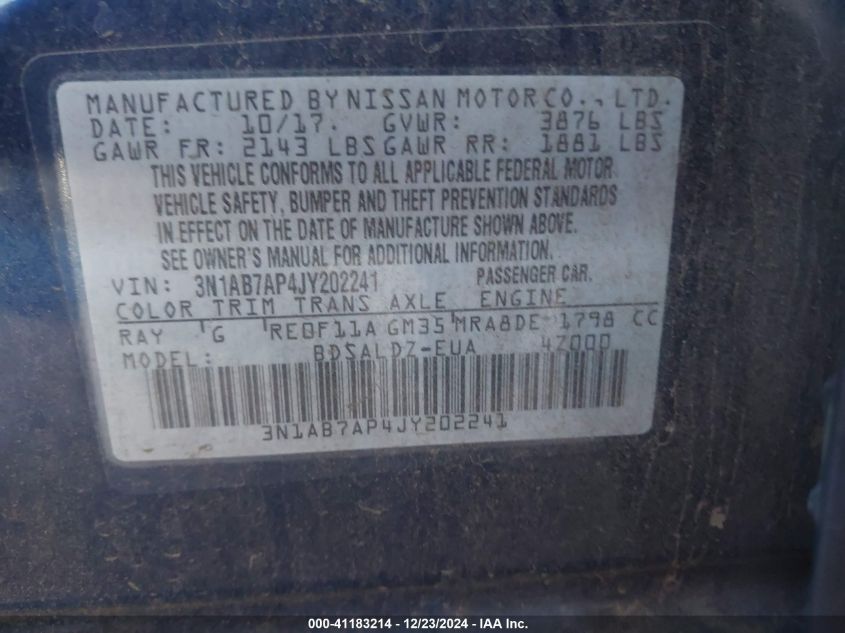 MANUFACTURED BY NISSAN MOTOR CO., LTD.
DATE: 10/17. GVWR: 3876 LBS
GAWR FR: 2143 LBS GAWR RR: 1881 LBS
THIS VEHICLE CONFORMS TO ALL APPLICABLE FEDERAL MOTOR
VEHICLE SAFETY, BUMPER AND THEFT PREVENTION STANDARDS
IN EFFECT ON THE DATE OF MANUFACTURE SHOWN ABOVE.
SEE OWNER'S MANUAL FOR ADDITIONAL INFORMATION.
VIN: 3N1AB7AP4JY202241 PASSENGER CAR.
COLOR TRIM TRANS AXLE ENGINE
RAY G RE0F11A GM35 MRA8DE 1798 CC
MODEL: BDSALDZ-EUA 4Z000
3N1AB7AP4JY202241
000-41183214 - 12/23/2024 - IAA Inc.